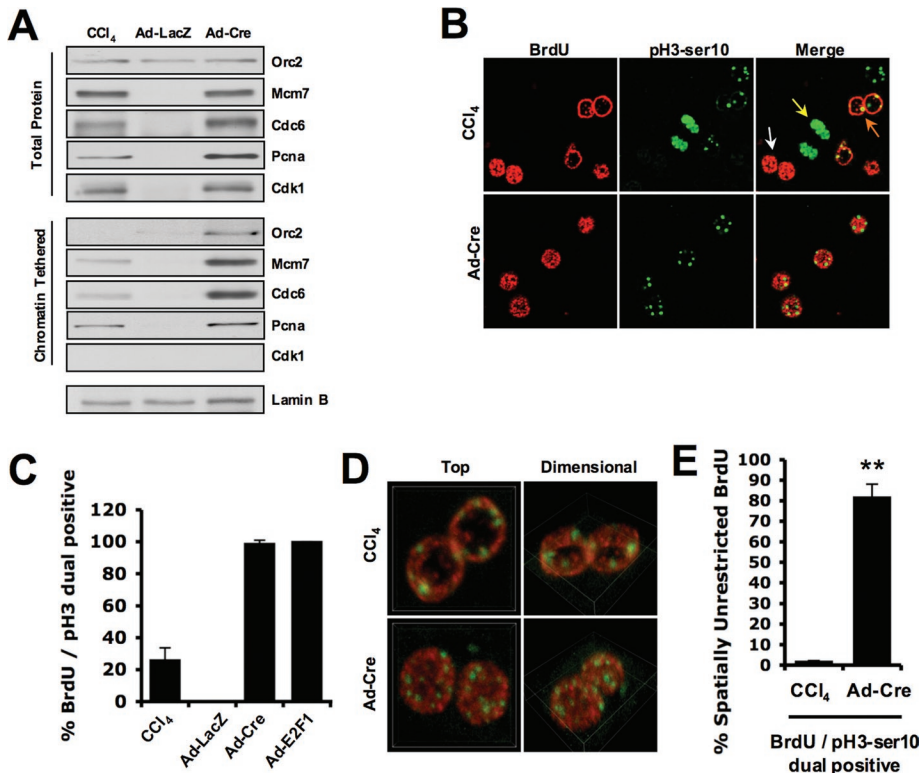 A
CCl4 Ad-LacZ Ad-Cre
Total Protein
Orc2
Mcm7
Cdc6
Pcna
Cdk1
Chromatin Tethered
Orc2
Mcm7
Cdc6
Pcna
Cdk1
Lamin B
B
BrdU pH3-ser10 Merge
CCl4
Ad-Cre
C
% BrdU / pH3 dual positive
100
80
60
40
20
0
CCl4 Ad-LacZ Ad-Cre Ad-E2F1
D
Top Dimensional
CCl4
Ad-Cre
E
% Spatially Unrestricted BrdU
100
90
80
70
60
50
40
30
20
10
0
**
CCl4 Ad-Cre
BrdU / pH3-ser10
dual positive